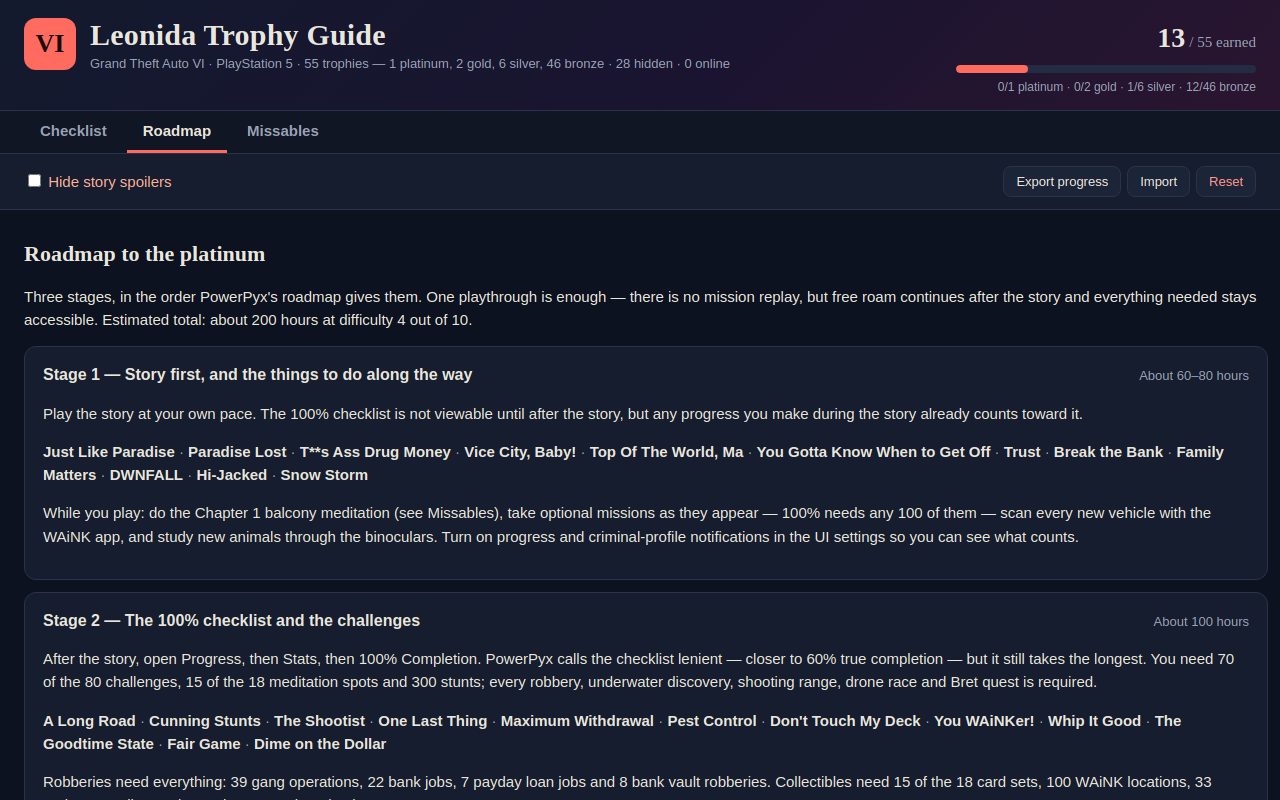 VI
Leonida Trophy Guide
Grand Theft Auto VI · PlayStation 5 · 55 trophies — 1 platinum, 2 gold, 6 silver, 46 bronze · 28 hidden · 0 online
13 / 55 earned
0/1 platinum · 0/2 gold · 1/6 silver · 12/46 bronze
Checklist Roadmap Missables
Hide story spoilers
Export progress Import Reset
Roadmap to the platinum
Three stages, in the order PowerPyx's roadmap gives them. One playthrough is enough — there is no mission replay, but free roam continues after the story and everything needed stays
accessible. Estimated total: about 200 hours at difficulty 4 out of 10.
Stage 1 — Story first, and the things to do along the way
About 60–80 hours
Play the story at your own pace. The 100% checklist is not viewable until after the story, but any progress you make during the story already counts toward it.
Just Like Paradise · Paradise Lost · T**s Ass Drug Money · Vice City, Baby! · Top Of The World, Ma · You Gotta Know When to Get Off · Trust · Break the Bank · Family
Matters · DWNFALL · Hi-Jacked · Snow Storm
While you play: do the Chapter 1 balcony meditation (see Missables), take optional missions as they appear — 100% needs any 100 of them — scan every new vehicle with the
WAiNK app, and study new animals through the binoculars. Turn on progress and criminal-profile notifications in the UI settings so you can see what counts.
Stage 2 — The 100% checklist and the challenges
About 100 hours
After the story, open Progress, then Stats, then 100% Completion. PowerPyx calls the checklist lenient — closer to 60% true completion — but it still takes the longest. You need 70
of the 80 challenges, 15 of the 18 meditation spots and 300 stunts; every robbery, underwater discovery, shooting range, drone race and Bret quest is required.
A Long Road · Cunning Stunts · The Shootist · One Last Thing · Maximum Withdrawal · Pest Control · Don't Touch My Deck · You WAiNKer! · Whip It Good · The
Goodtime State · Fair Game · Dime on the Dollar
Robberies need everything: 39 gang operations, 22 bank jobs, 7 payday loan jobs and 8 bank vault robberies. Collectibles need 15 of the 18 card sets, 100 WAiNK locations, 33